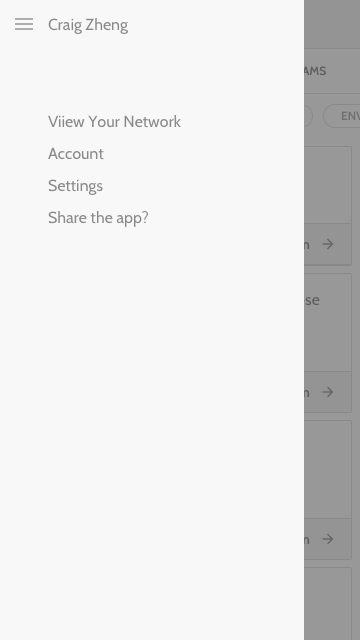 Craig Zheng
AMS
ENV
Viiew Your Network
Account
Settings
Share the app?
n
se
n
n